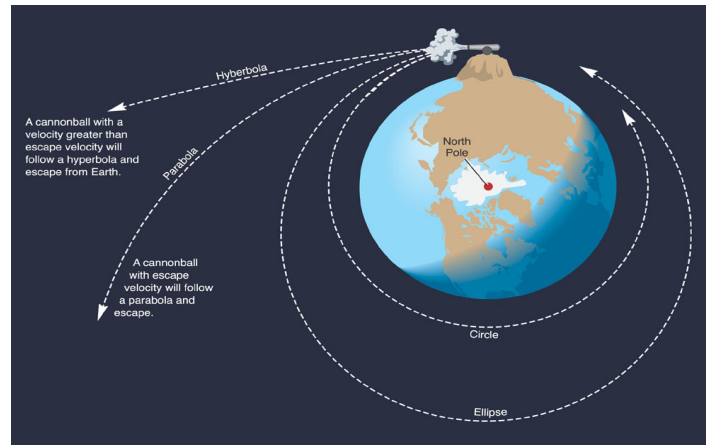 Hyberbola
A cannonball with a
velocity greater than
escape velocity will
follow a hyperbola and
escape from Earth.
Parabola
North
Pole
A cannonball
with escape
velocity will follow
a parabola and
escape.
Circle
Ellipse